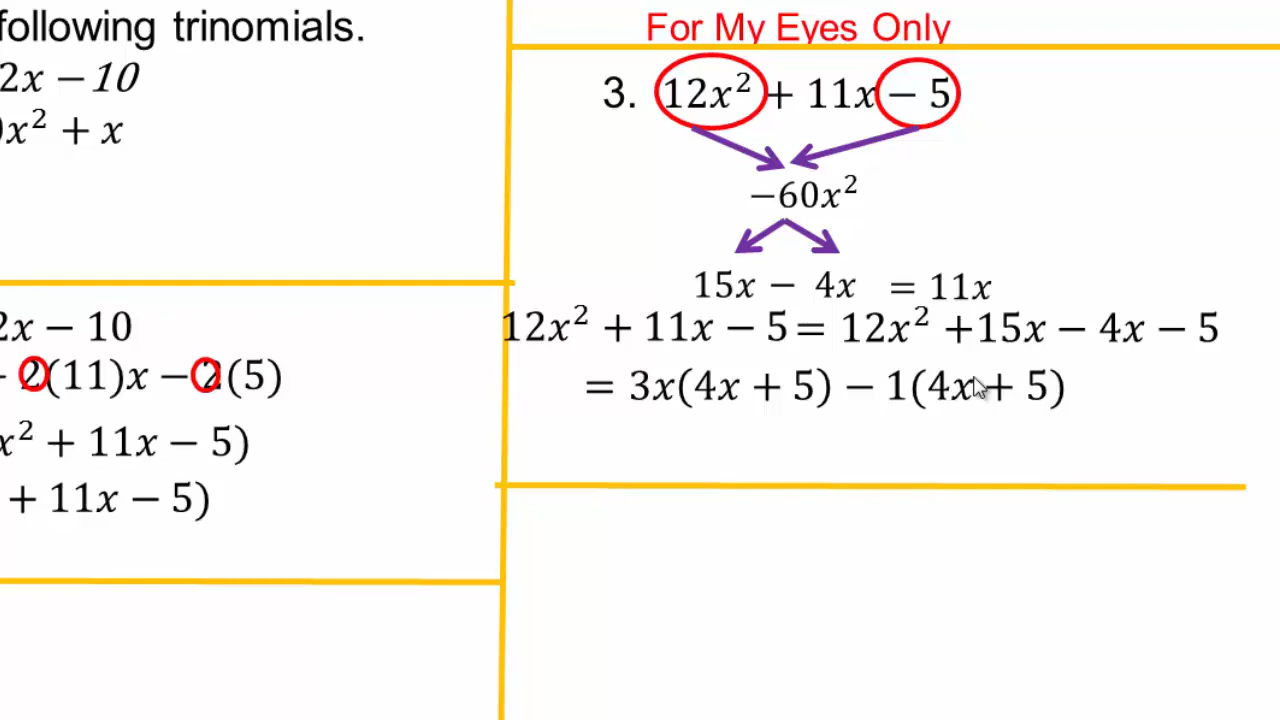 following trinomials.
2x − 10
x² + x
2x − 10
2(11)x − 2(5)
x² + 11x − 5)
+ 11x − 5)
For My Eyes Only
3. 12x² + 11x − 5
−60x²
15x − 4x = 11x
12x² + 11x − 5 = 12x² +15x − 4x − 5
= 3x(4x + 5) − 1(4x + 5)